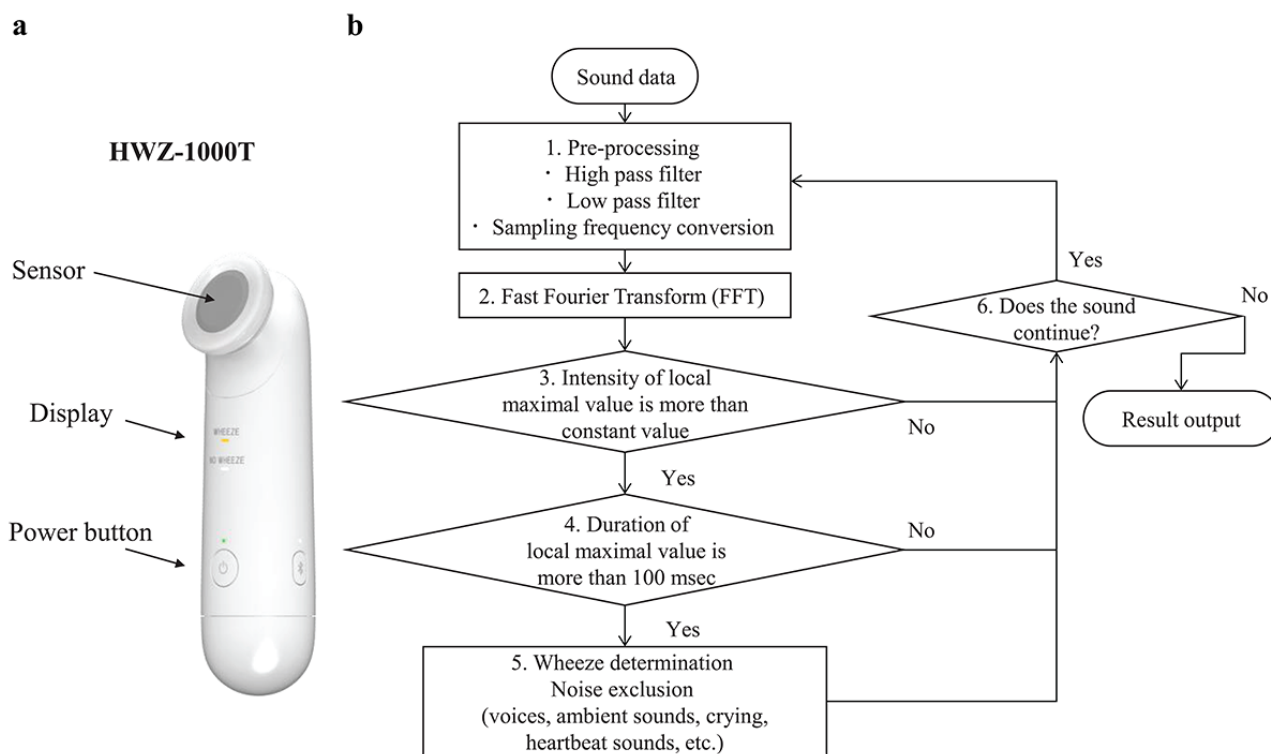 a
HWZ-1000T
Sensor
Display
WHEEZE
NO WHEEZE
Power button
b
Sound data
1. Pre-processing
・ High pass filter
・ Low pass filter
・ Sampling frequency conversion
2. Fast Fourier Transform (FFT)
3. Intensity of local
maximal value is more than
constant value
No
Yes
4. Duration of
local maximal value is
more than 100 msec
No
Yes
5. Wheeze determination
Noise exclusion
(voices, ambient sounds, crying,
heartbeat sounds, etc.)
Yes
6. Does the sound
continue?
No
Result output